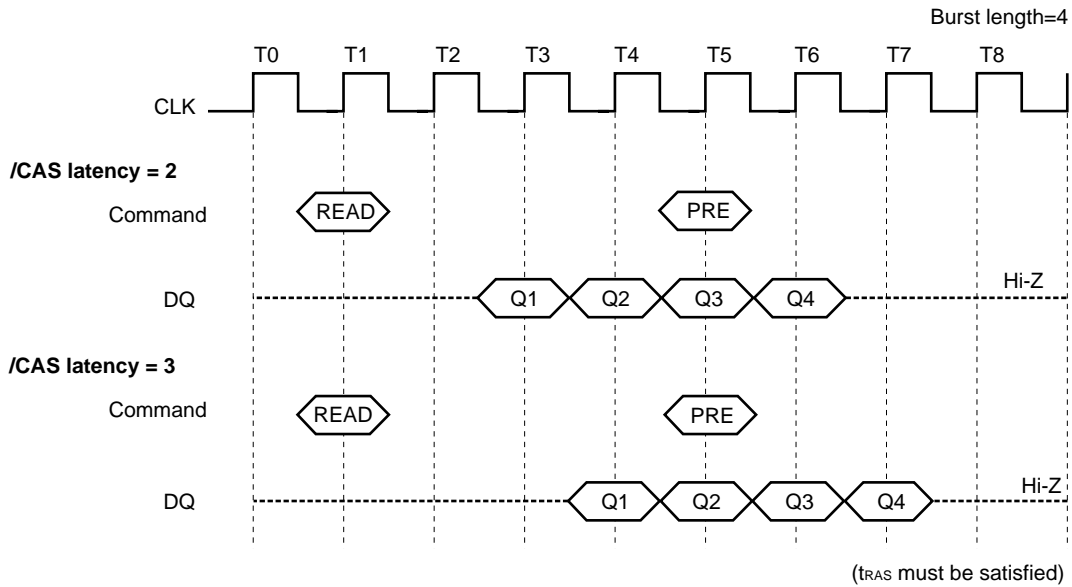 Burst length=4
T0 T1 T2 T3 T4 T5 T6 T7 T8
CLK
/CAS latency = 2
Command READ PRE
Hi-Z
DQ Q1 Q2 Q3 Q4
/CAS latency = 3
Command READ PRE
Hi-Z
DQ Q1 Q2 Q3 Q4
(tRAS must be satisfied)